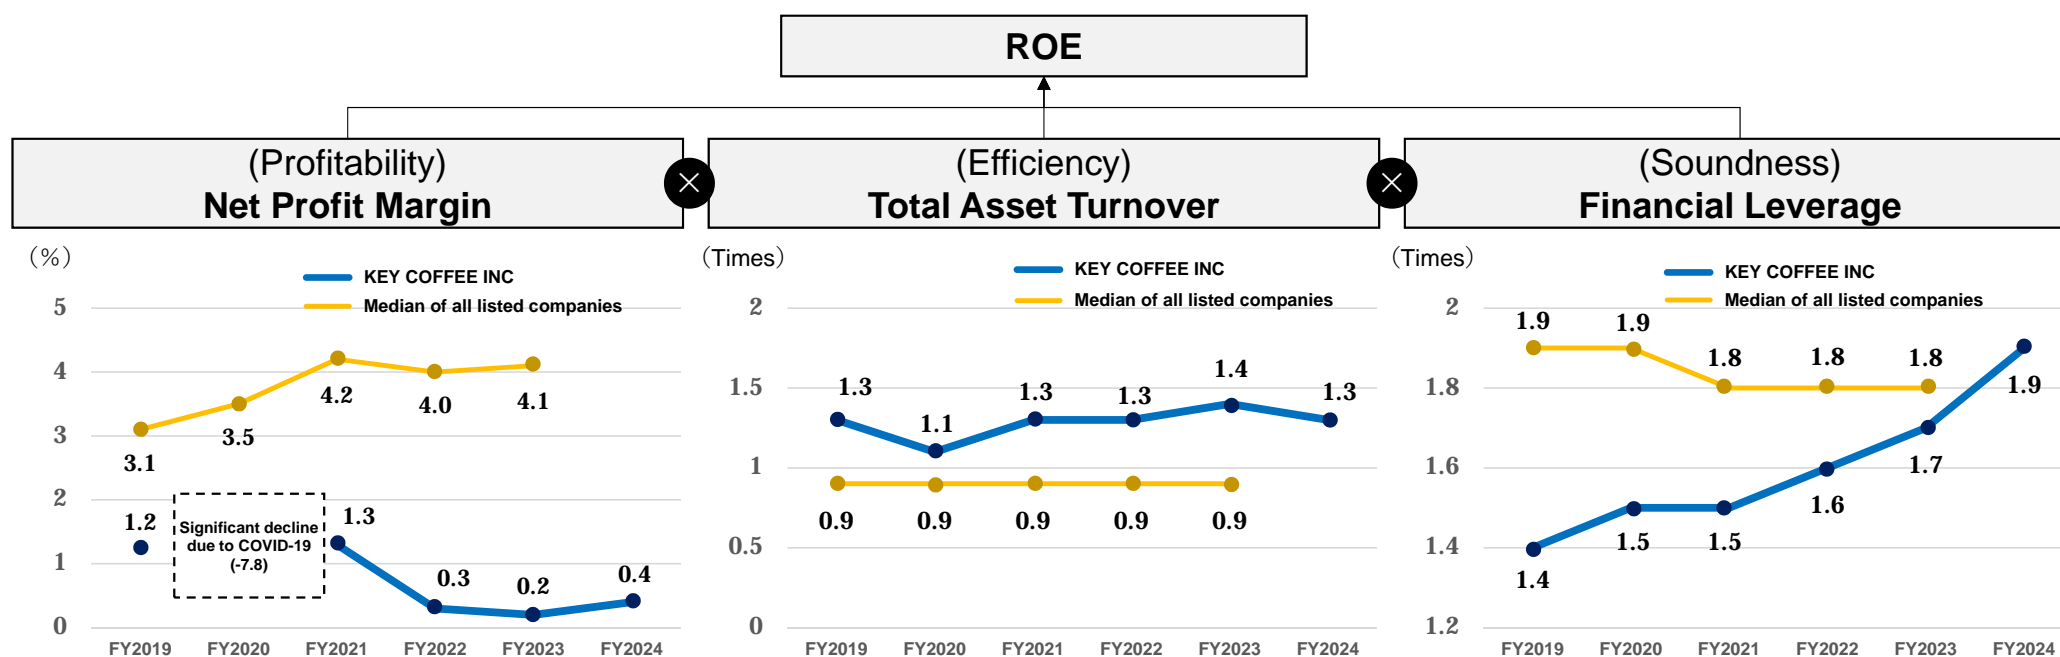 ROE
(Profitability)
Net Profit Margin
(Efficiency)
Total Asset Turnover
(Soundness)
Financial Leverage
(%)
KEY COFFEE INC
Median of all listed companies
5
4
3
2
1
0
3.1
3.5
4.2
4.0
4.1
1.2
Significant decline
due to COVID-19
(-7.8)
1.3
0.3
0.2
0.4
FY2019 FY2020 FY2021 FY2022 FY2023 FY2024
(Times)
KEY COFFEE INC
Median of all listed companies
2
1.5
1
0.5
0
1.3
1.1
1.3
1.3
1.4
1.3
0.9
0.9
0.9
0.9
0.9
FY2019 FY2020 FY2021 FY2022 FY2023 FY2024
(Times)
KEY COFFEE INC
Median of all listed companies
2
1.8
1.6
1.4
1.2
1.9
1.9
1.8
1.8
1.8
1.9
1.4
1.5
1.5
1.6
1.7
FY2019 FY2020 FY2021 FY2022 FY2023 FY2024